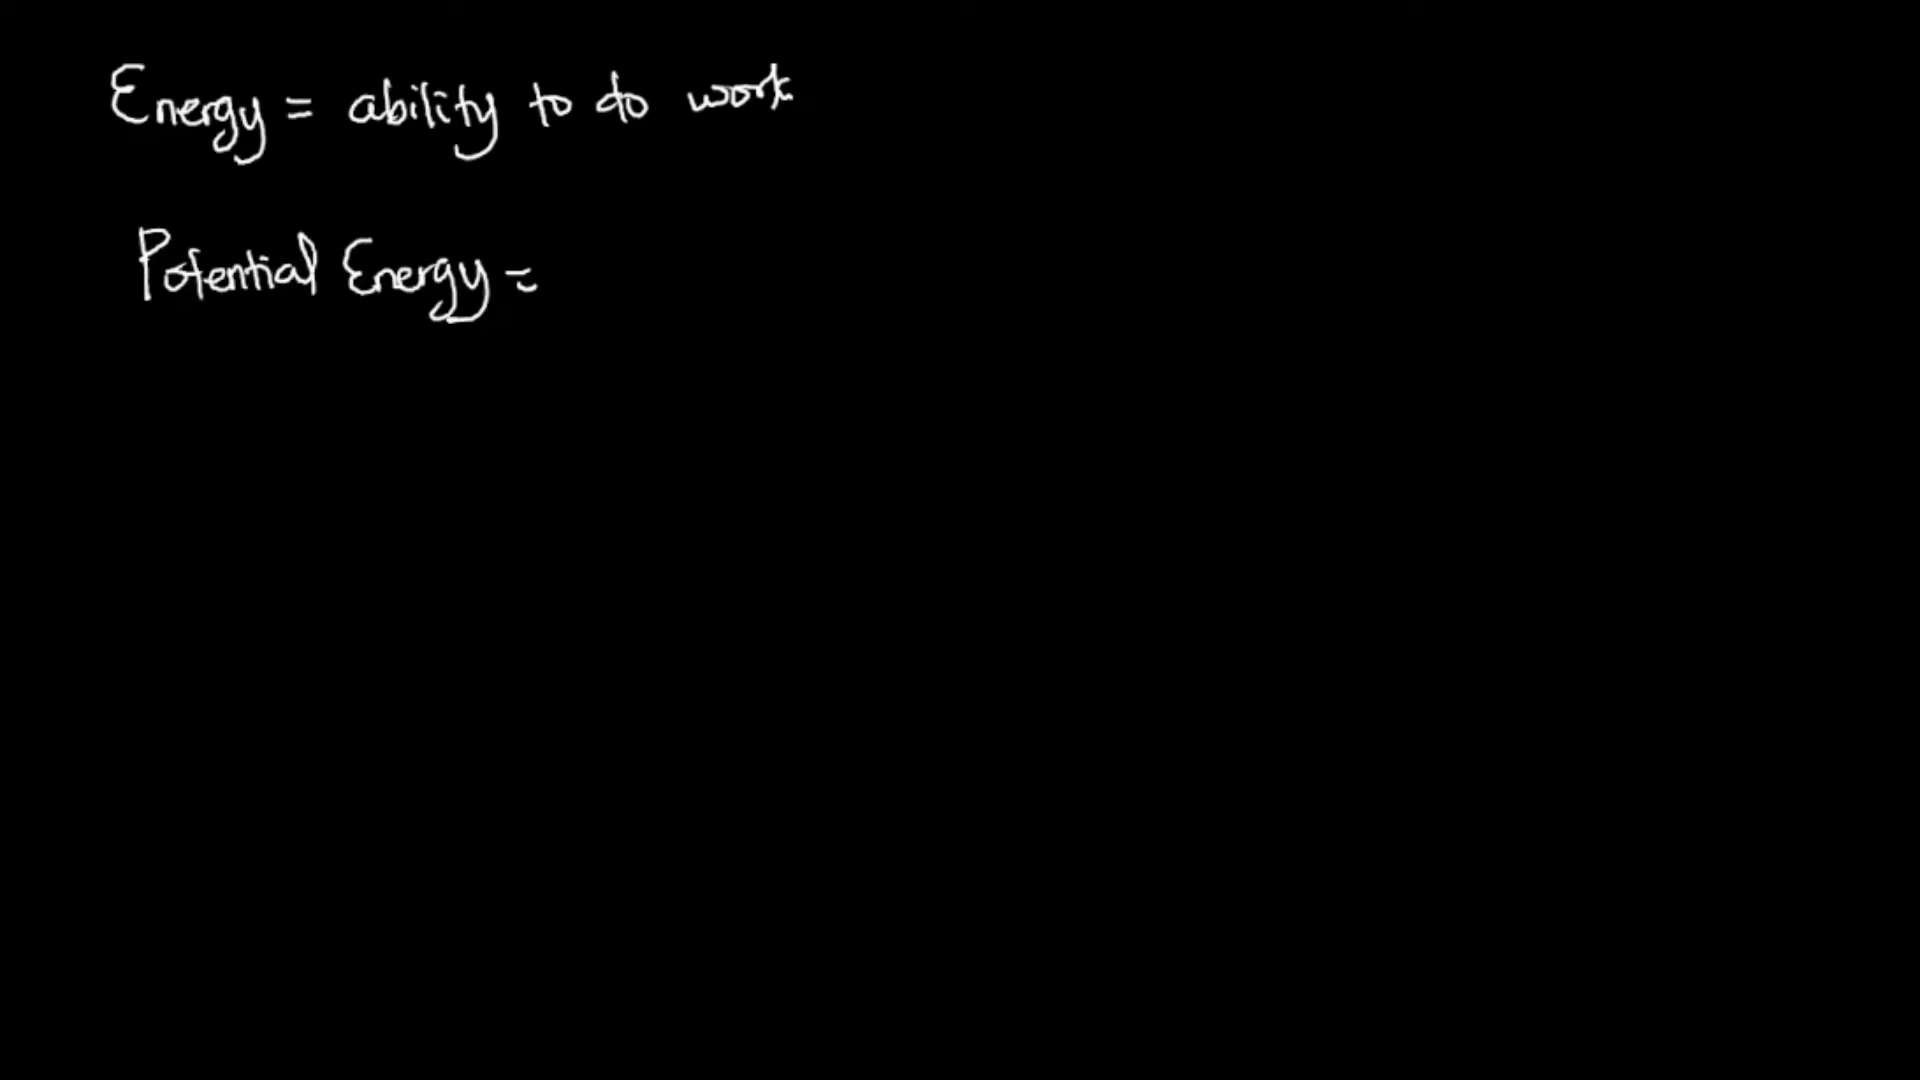 Energy = ability to do work
Potential Energy =